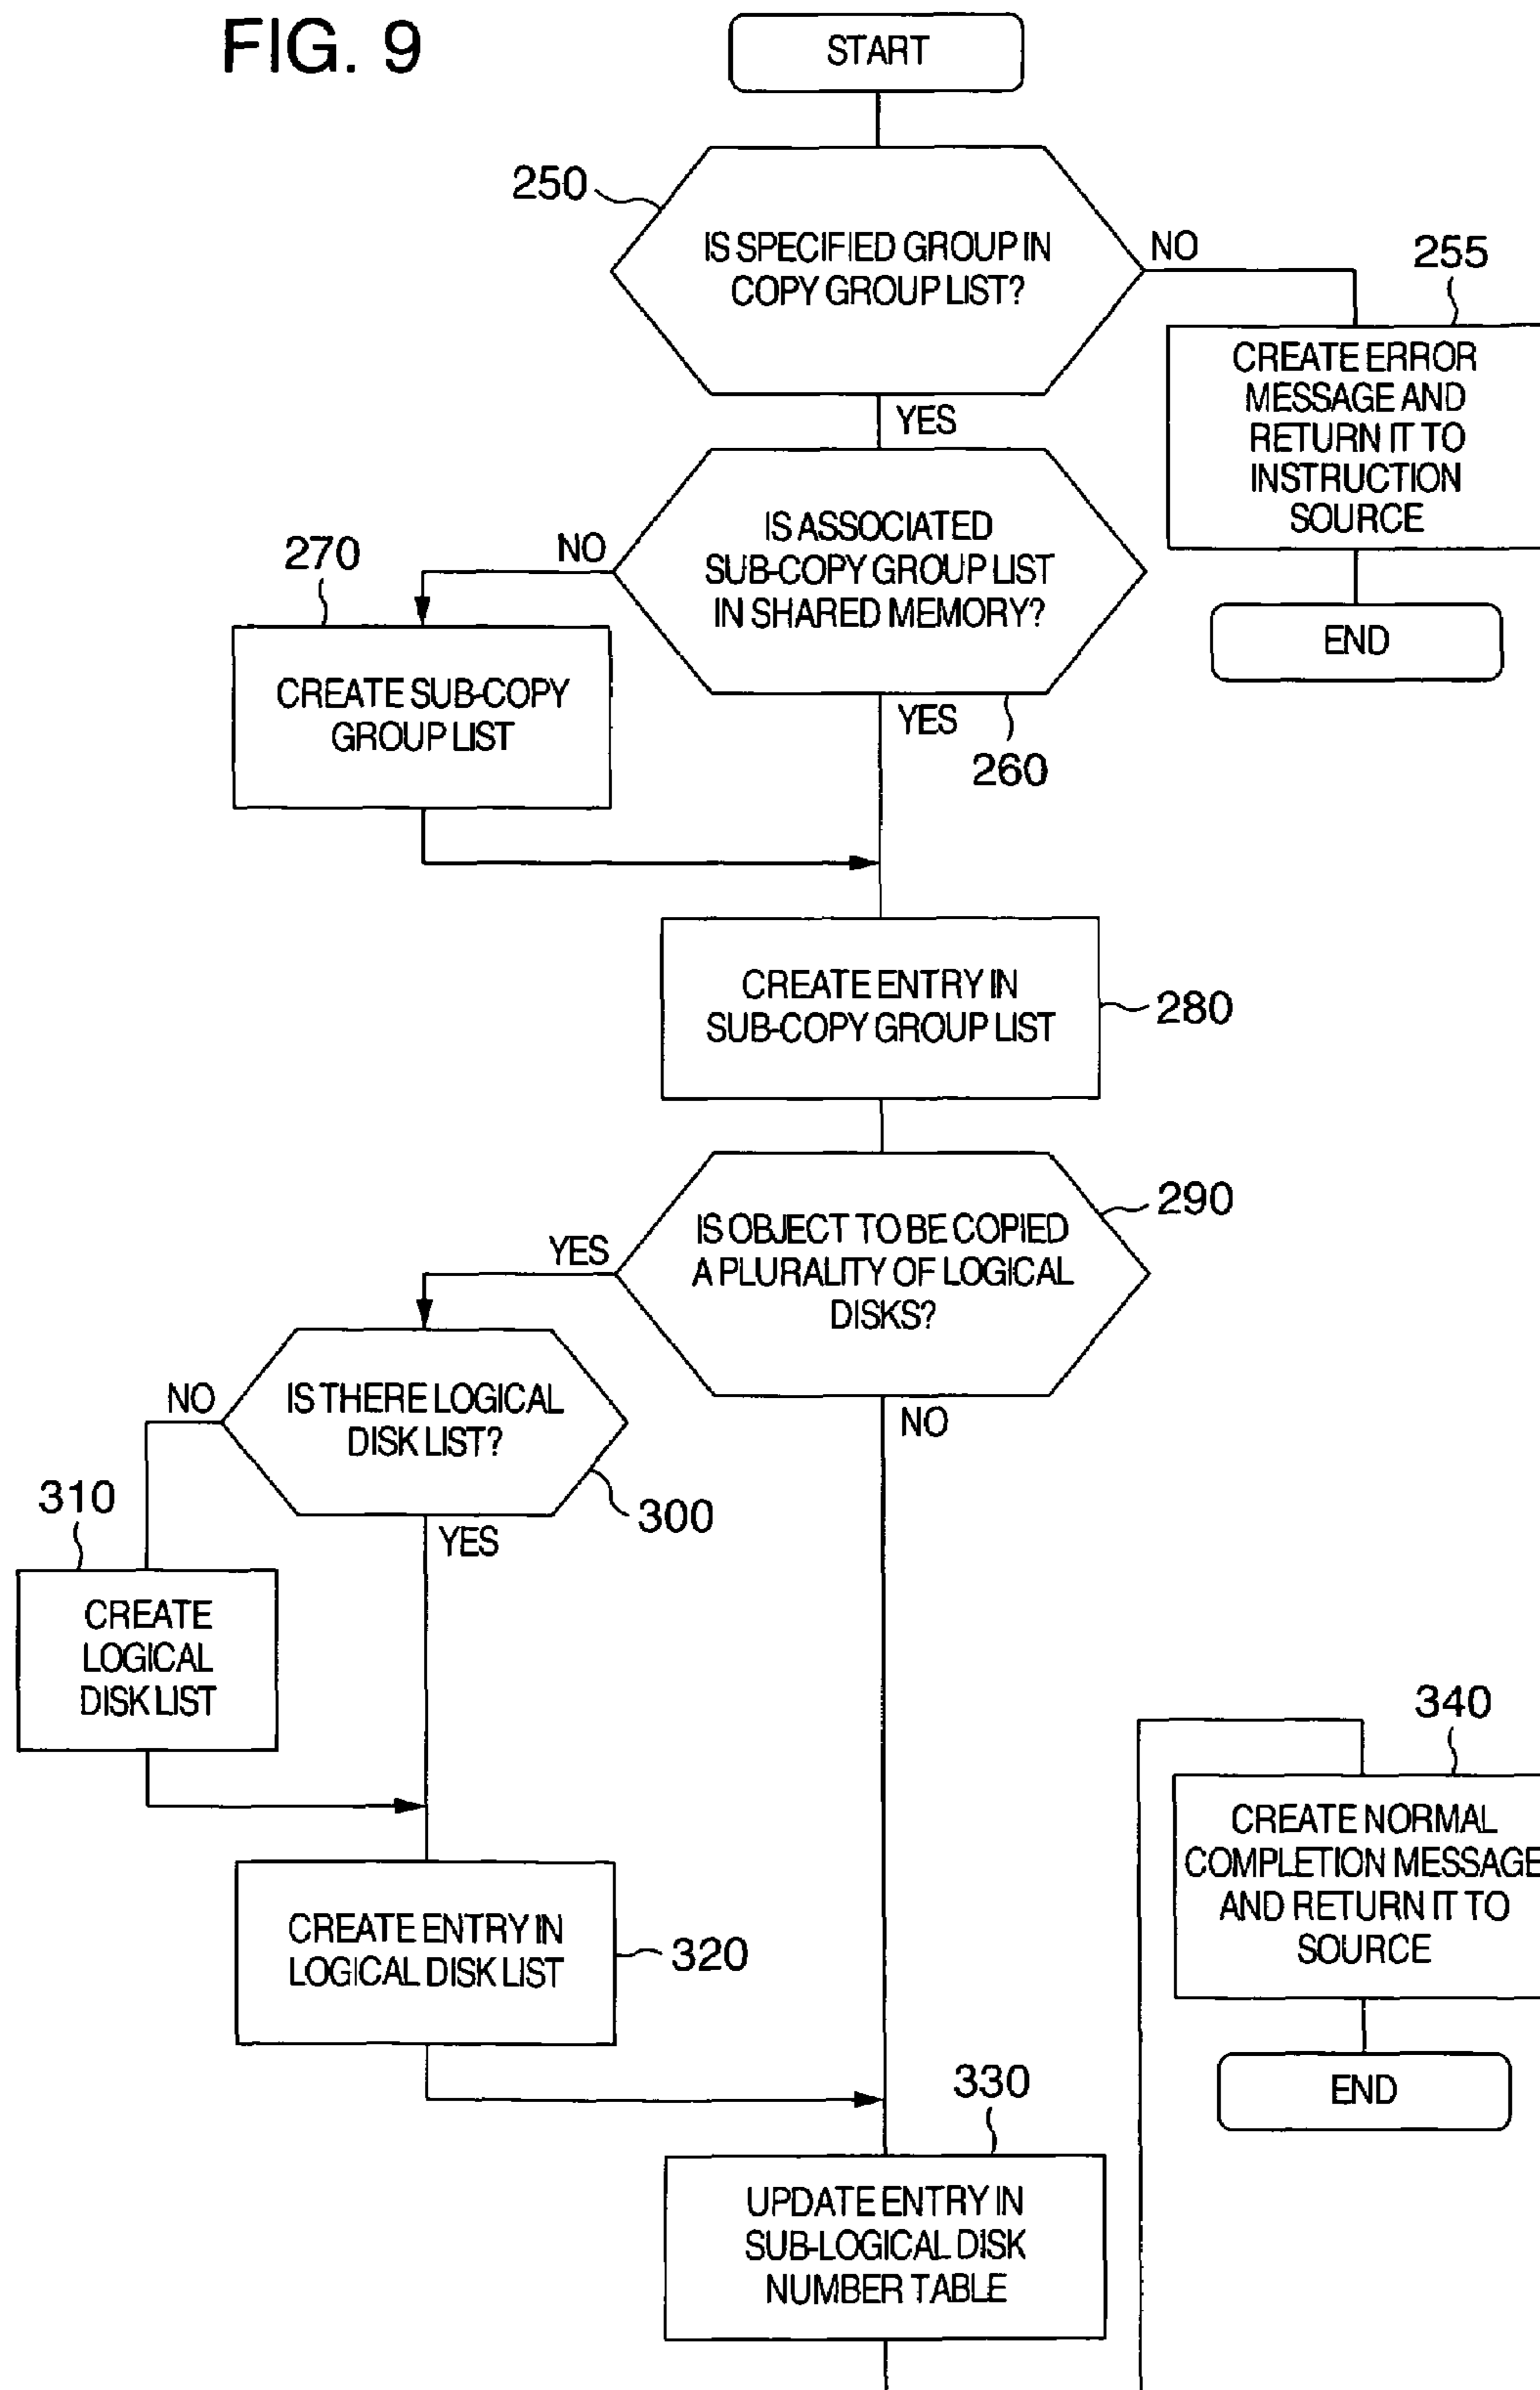 FIG. 9
START
250
IS SPECIFIED GROUP IN
COPY GROUP LIST?
NO
255
CREATE ERROR
MESSAGE AND
RETURN IT TO
INSTRUCTION
SOURCE
END
YES
IS ASSOCIATED
SUB-COPY GROUP LIST
IN SHARED MEMORY?
NO
270
CREATE SUB-COPY
GROUP LIST
YES
260
CREATE ENTRY IN
SUB-COPY GROUP LIST
280
IS OBJECT TO BE COPIED
A PLURALITY OF LOGICAL
DISKS?
290
YES
NO
IS THERE LOGICAL
DISK LIST?
300
NO
310
CREATE
LOGICAL
DISK LIST
YES
CREATE ENTRY IN
LOGICAL DISK LIST
320
330
UPDATE ENTRY IN
SUB-LOGICAL DISK
NUMBER TABLE
340
CREATE NORMAL
COMPLETION MESSAGE
AND RETURN IT TO
SOURCE
END